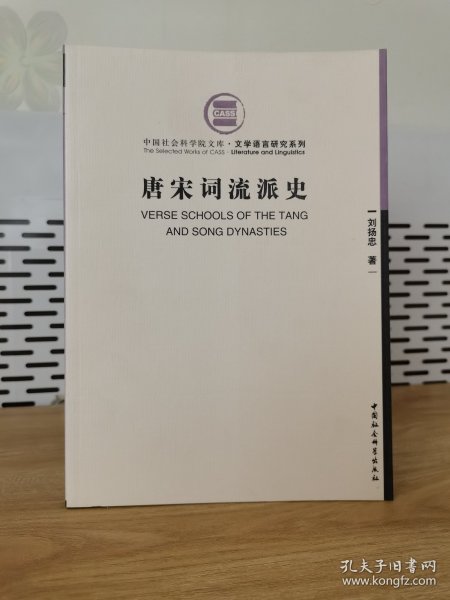 CASS
中国社会科学院文库·文学语言研究系列
The Selected Works of CASS · Literature and Linguistics
唐宋词流派史
VERSE SCHOOLS OF THE TANG
AND SONG DYNASTIES
刘扬忠 著
中国社会科学出版社
孔夫子旧书网
www.kongfz.com